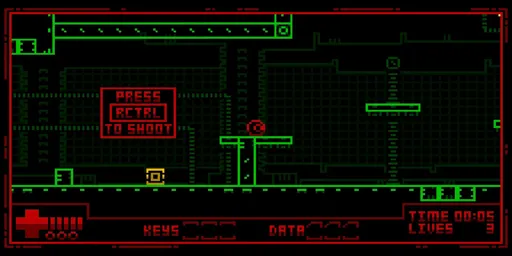 PRESS
RCTRL
TO SHOOT
KEYS
DATA
TIME 00:05
LIVES 3